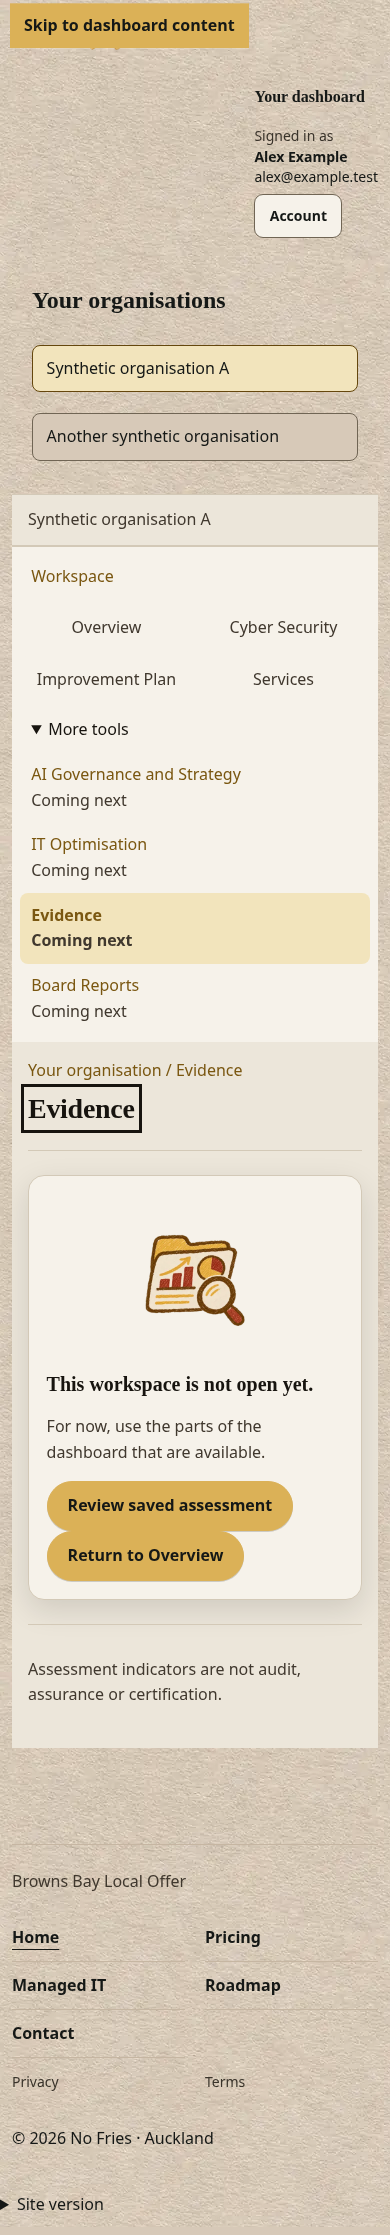 Skip to dashboard content
Your dashboard
Signed in as
Alex Example
alex@example.test
Account
Your organisations
Synthetic organisation A
Another synthetic organisation
Synthetic organisation A
Workspace
Overview
Cyber Security
Improvement Plan
Services
▼ More tools
AI Governance and Strategy
Coming next
IT Optimisation
Coming next
Evidence
Coming next
Board Reports
Coming next
Your organisation / Evidence
Evidence
This workspace is not open yet.
For now, use the parts of the
dashboard that are available.
Review saved assessment
Return to Overview
Assessment indicators are not audit,
assurance or certification.
Browns Bay Local Offer
Home
Pricing
Managed IT
Roadmap
Contact
Privacy
Terms
© 2026 No Fries · Auckland
▶ Site version